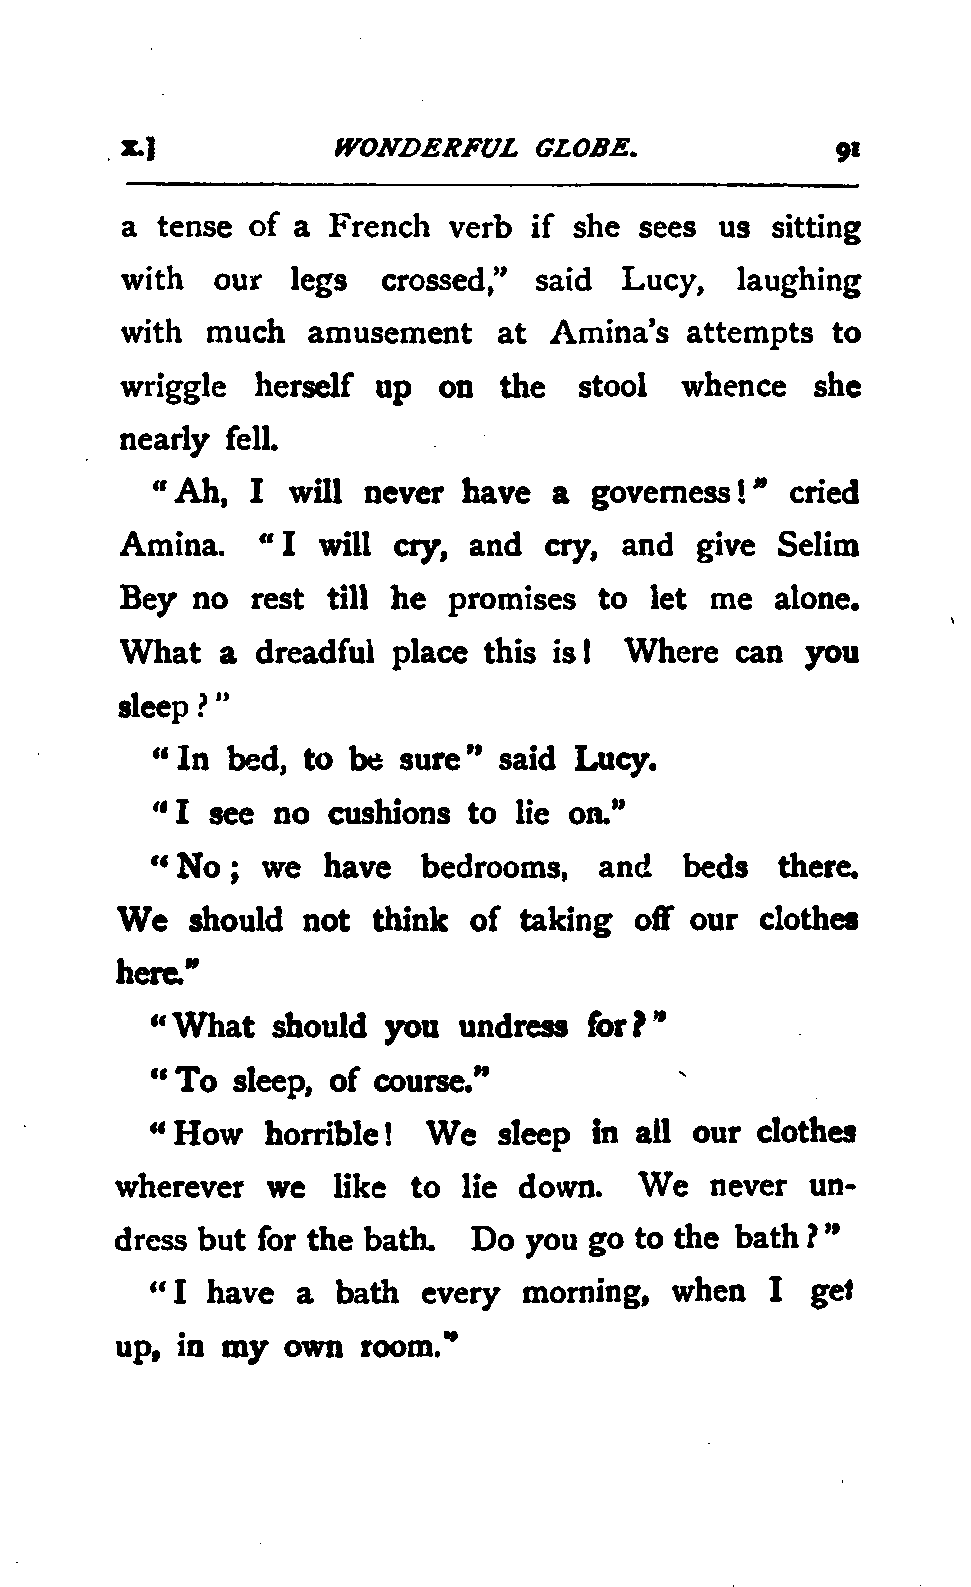 X.] WONDERFUL GLOBE. 91
a tense of a French verb if she sees us sitting
with our legs crossed,” said Lucy, laughing
with much amusement at Amina’s attempts to
wriggle herself up on the stool whence she
nearly fell.
“Ah, I will never have a governess!” cried
Amina. “I will cry, and cry, and give Selim
Bey no rest till he promises to let me alone.
What a dreadful place this is! Where can you
sleep?”
“In bed, to be sure” said Lucy.
“I see no cushions to lie on.”
“No; we have bedrooms, and beds there.
We should not think of taking off our clothes
here.”
“What should you undress for?”
“To sleep, of course.”
“How horrible! We sleep in all our clothes
wherever we like to lie down. We never un-
dress but for the bath. Do you go to the bath?”
“I have a bath every morning, when I get
up, in my own room.”